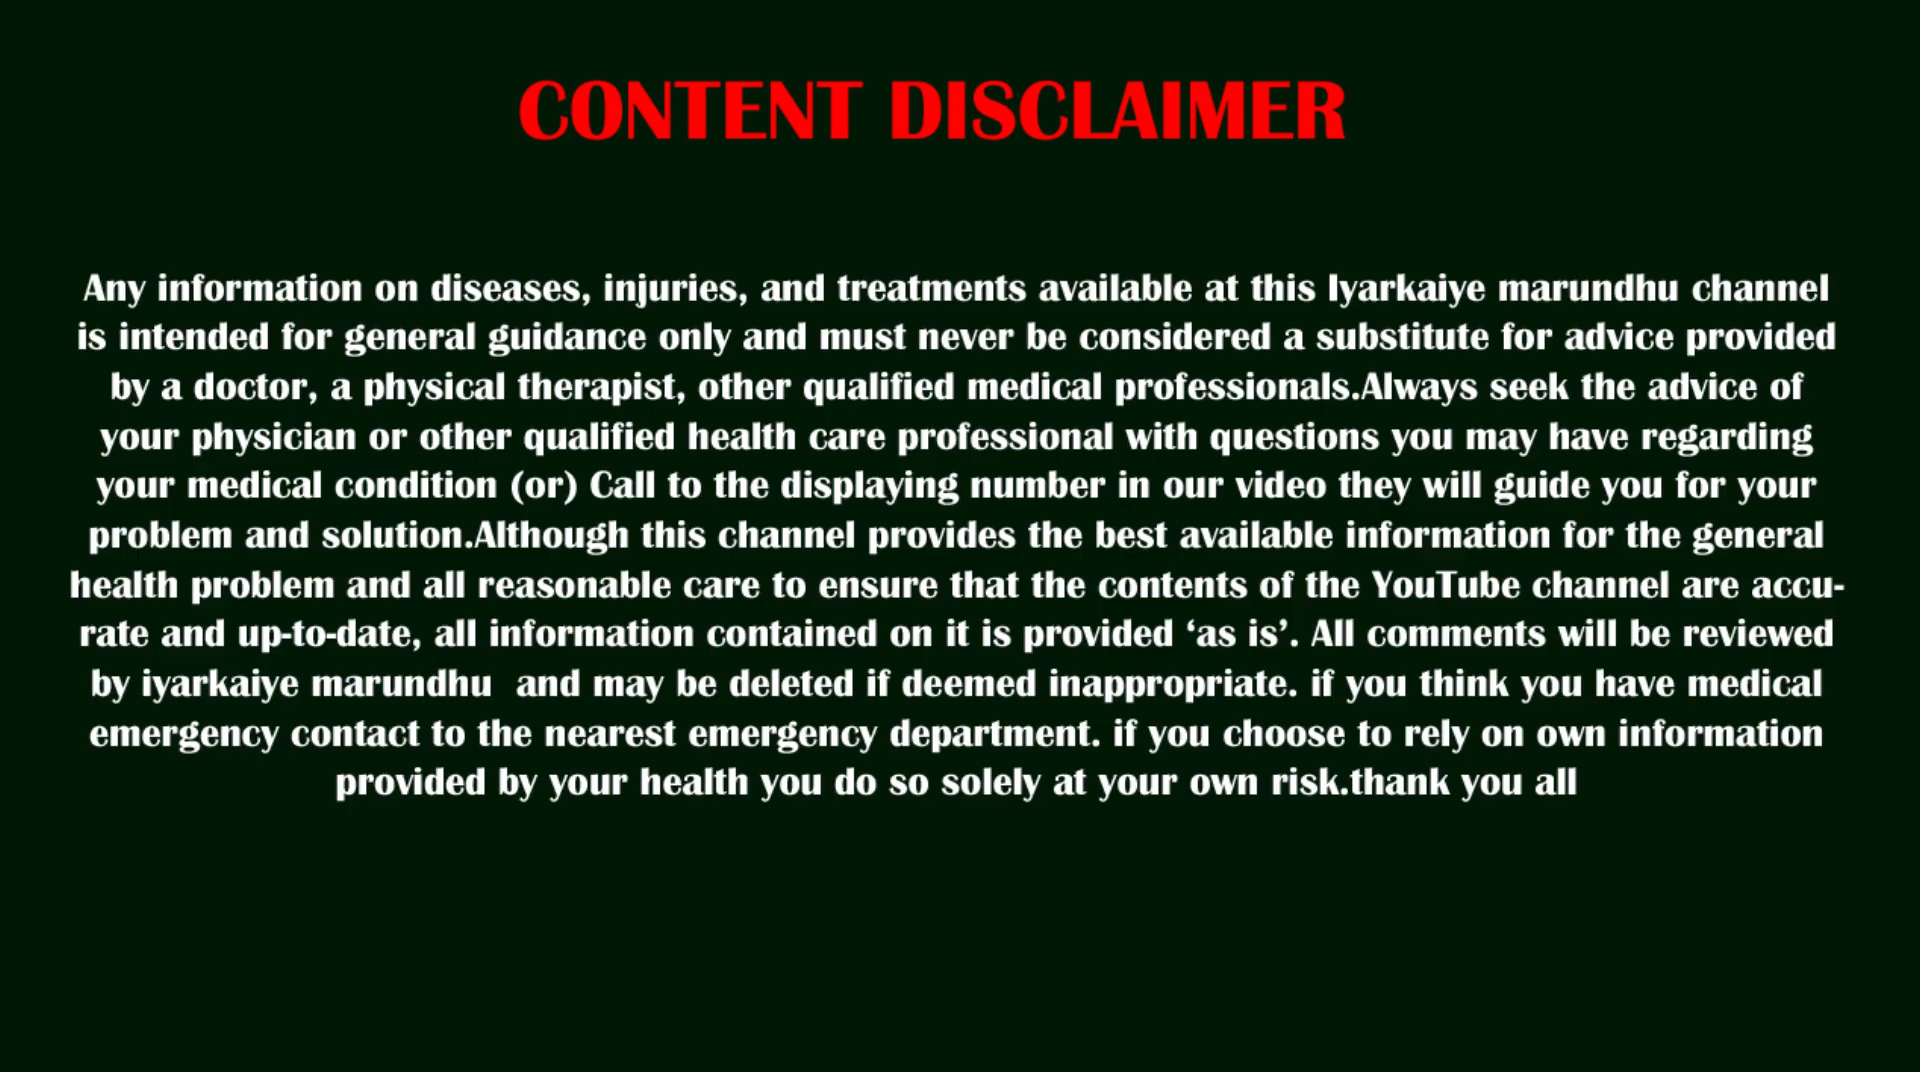 CONTENT DISCLAIMER
Any information on diseases, injuries, and treatments available at this Iyarkaiye marundhu channel
is intended for general guidance only and must never be considered a substitute for advice provided
by a doctor, a physical therapist, other qualified medical professionals.Always seek the advice of
your physician or other qualified health care professional with questions you may have regarding
your medical condition (or) Call to the displaying number in our video they will guide you for your
problem and solution.Although this channel provides the best available information for the general
health problem and all reasonable care to ensure that the contents of the YouTube channel are accu-
rate and up-to-date, all information contained on it is provided ‘as is’. All comments will be reviewed
by iyarkaiye marundhu  and may be deleted if deemed inappropriate. if you think you have medical
emergency contact to the nearest emergency department. if you choose to rely on own information
provided by your health you do so solely at your own risk.thank you all